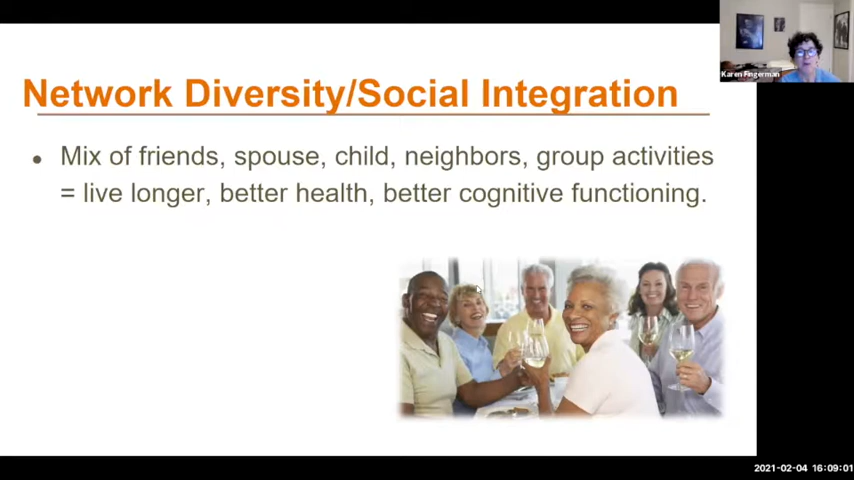 Network Diversity/Social Integration
• Mix of friends, spouse, child, neighbors, group activities
= live longer, better health, better cognitive functioning.
Karen Fingerman
2021-02-04 16:09:01